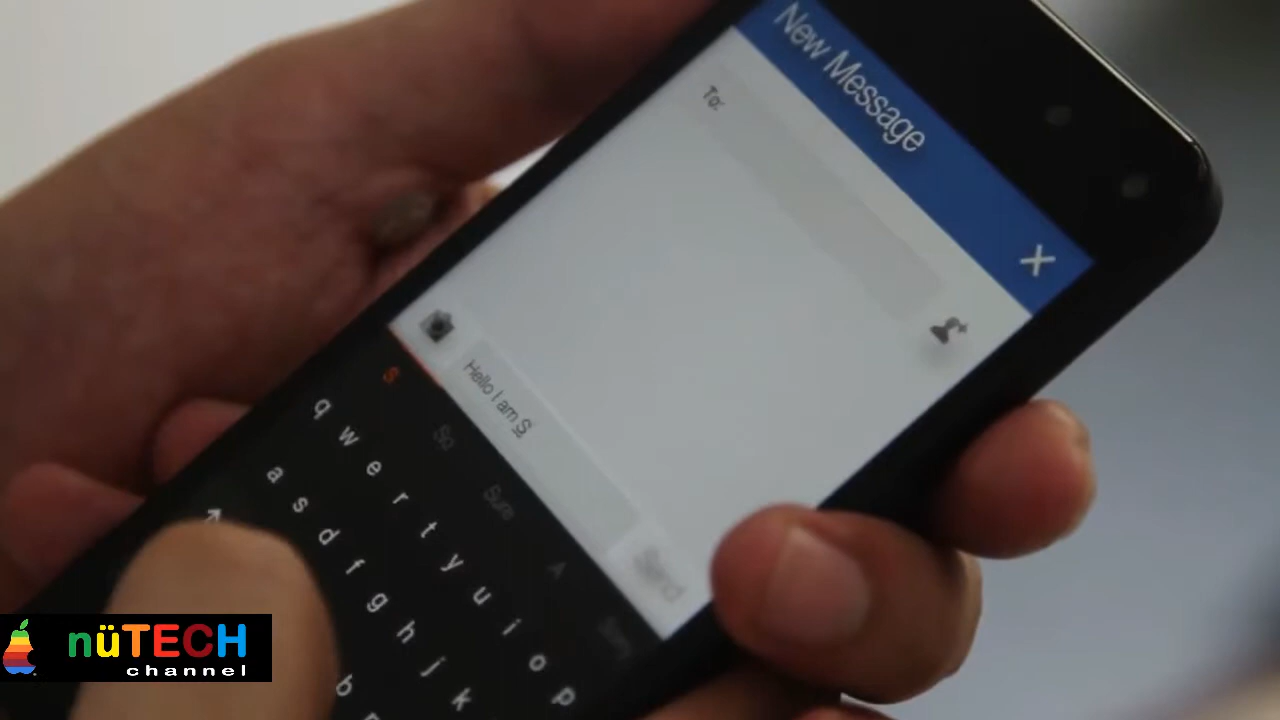 New Message
To:
Hello I am S
Send
S
So
Sure
A
q w e r t y u i o p
a s d f g h j k
b
nüTECH
channel